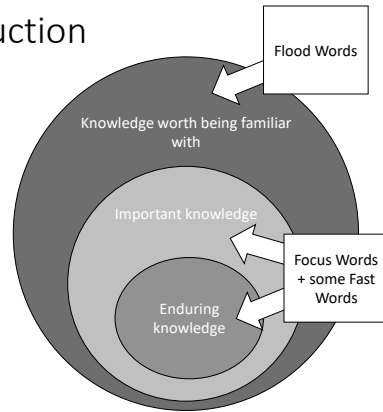 uction
Flood Words
Knowledge worth being familiar
with
Important knowledge
Focus Words
+ some Fast
Words
Enduring
knowledge